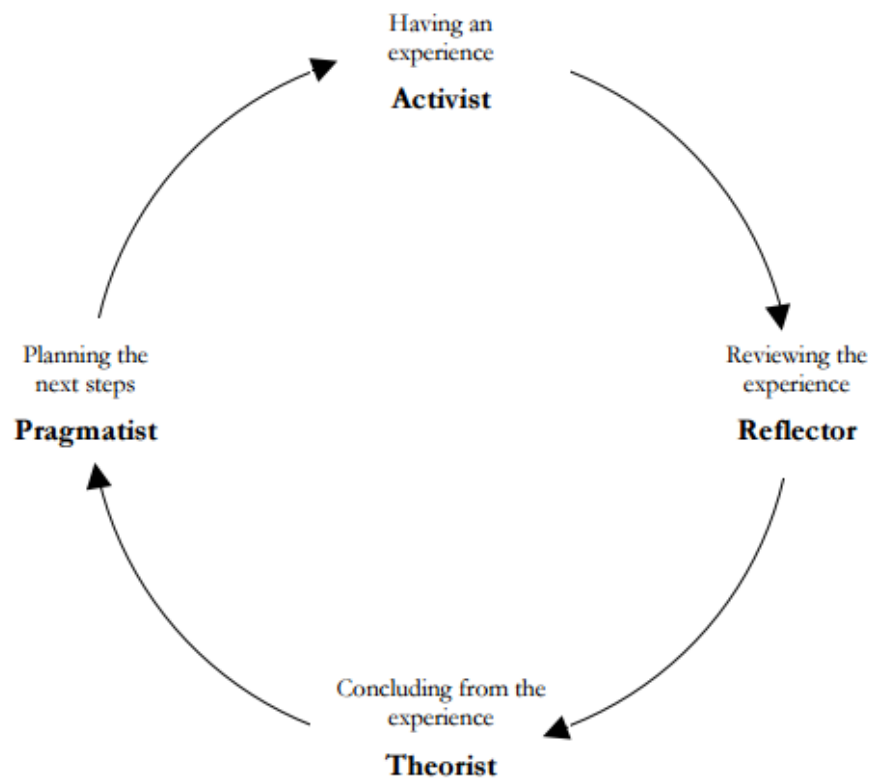 Having an
experience
Activist
Planning the
next steps
Pragmatist
Reviewing the
experience
Reflector
Concluding from the
experience
Theorist